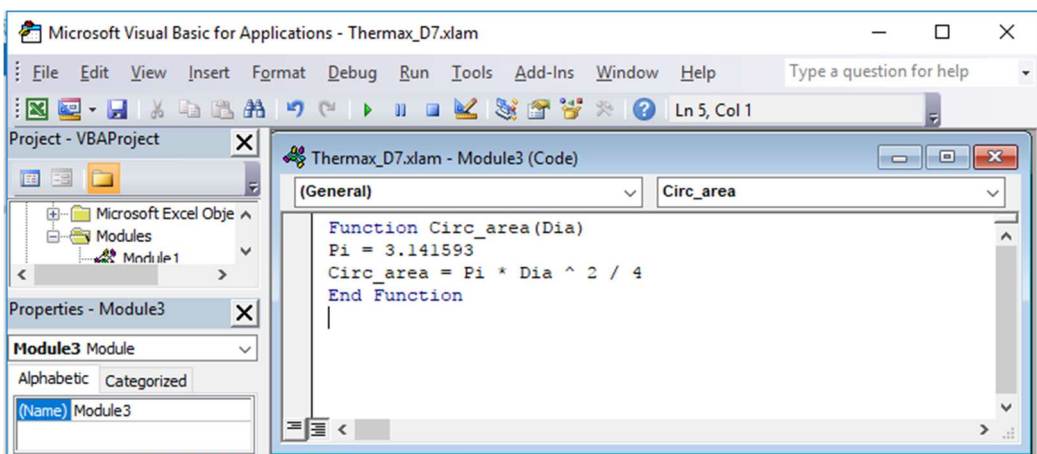 Microsoft Visual Basic for Applications - Thermax_D7.xlam
File Edit View Insert Format Debug Run Tools Add-Ins Window Help Type a question for help
Ln 5, Col 1
Project - VBAProject
Microsoft Excel Obje
Modules
Module1
Properties - Module3
Module3 Module
Alphabetic Categorized
(Name) Module3
Thermax_D7.xlam - Module3 (Code)
(General) Circ_area
Function Circ_area(Dia)
Pi = 3.141593
Circ_area = Pi * Dia ^ 2 / 4
End Function